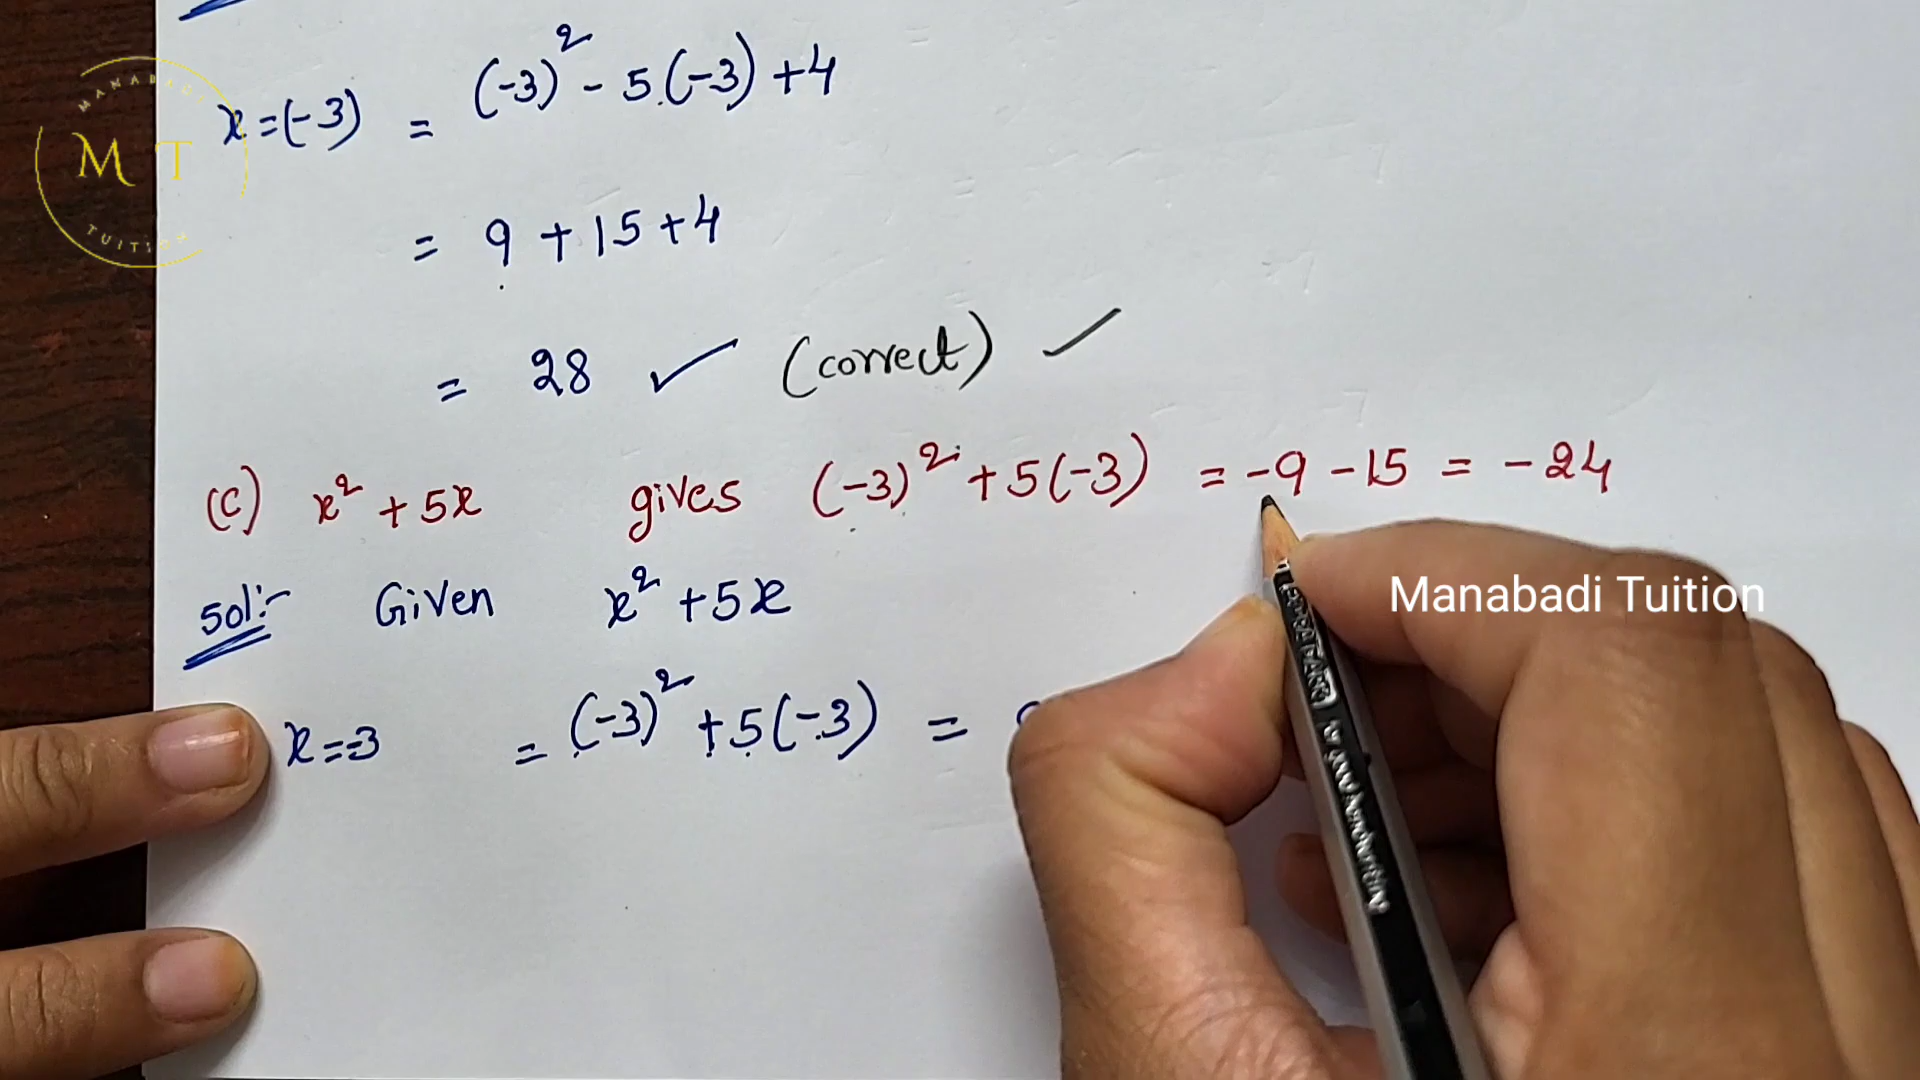 x=(-3) = (-3)² - 5.(-3) +4
= 9 + 15 + 4
= 28 ✓ (correct) ✓
(c) x² + 5x gives (-3)² + 5(-3) = -9 -15 = -24
Sol:- Given x² + 5x
x=-3 = (-3)² + 5(-3) =
MANABADI
M T
TUITION
Manabadi Tuition